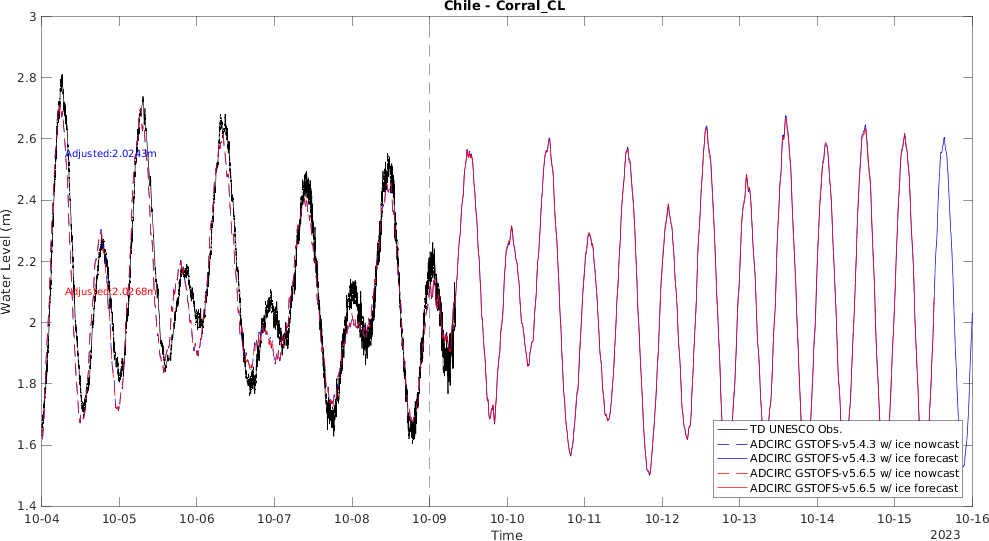 Chile - Corral_CL
3
2.8
2.6
2.4
2.2
2
1.8
1.6
1.4
Water Level (m)
Adjusted:2.0243m
Adjusted:2.0268m
TD UNESCO Obs.
ADCIRC GSTOFS-v5.4.3 w/ ice nowcast
ADCIRC GSTOFS-v5.4.3 w/ ice forecast
ADCIRC GSTOFS-v5.6.5 w/ ice nowcast
ADCIRC GSTOFS-v5.6.5 w/ ice forecast
10-04 10-05 10-06 10-07 10-08 10-09 10-10 10-11 10-12 10-13 10-14 10-15 10-16
Time
2023